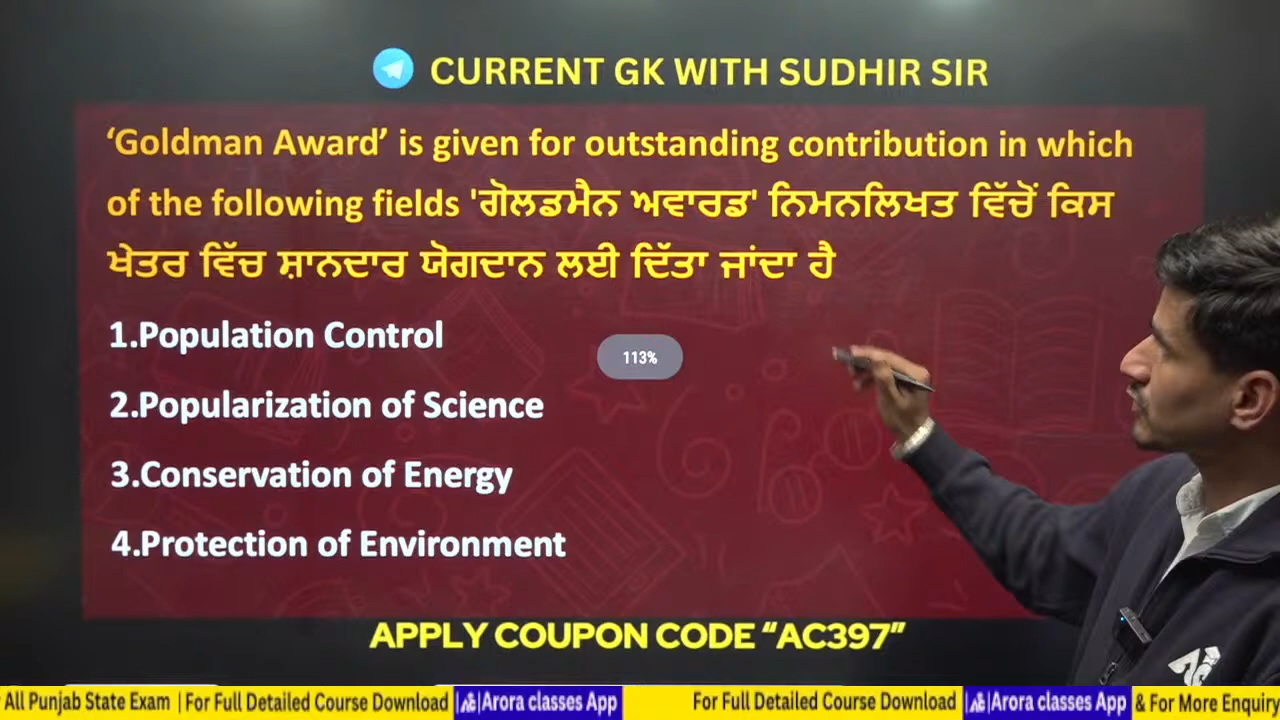 CURRENT GK WITH SUDHIR SIR
‘Goldman Award’ is given for outstanding contribution in which
of the following fields 'ਗੋਲਡਮੈਨ ਅਵਾਰਡ' ਨਿਮਨਲਿਖਤ ਵਿੱਚੋਂ ਕਿਸ
ਖੇਤਰ ਵਿੱਚ ਸ਼ਾਨਦਾਰ ਯੋਗਦਾਨ ਲਈ ਦਿੱਤਾ ਜਾਂਦਾ ਹੈ
1.Population Control
113%
2.Popularization of Science
3.Conservation of Energy
4.Protection of Environment
APPLY COUPON CODE “AC397”
All Punjab State Exam | For Full Detailed Course Download |Arora classes App For Full Detailed Course Download |Arora classes App & For More Enquiry